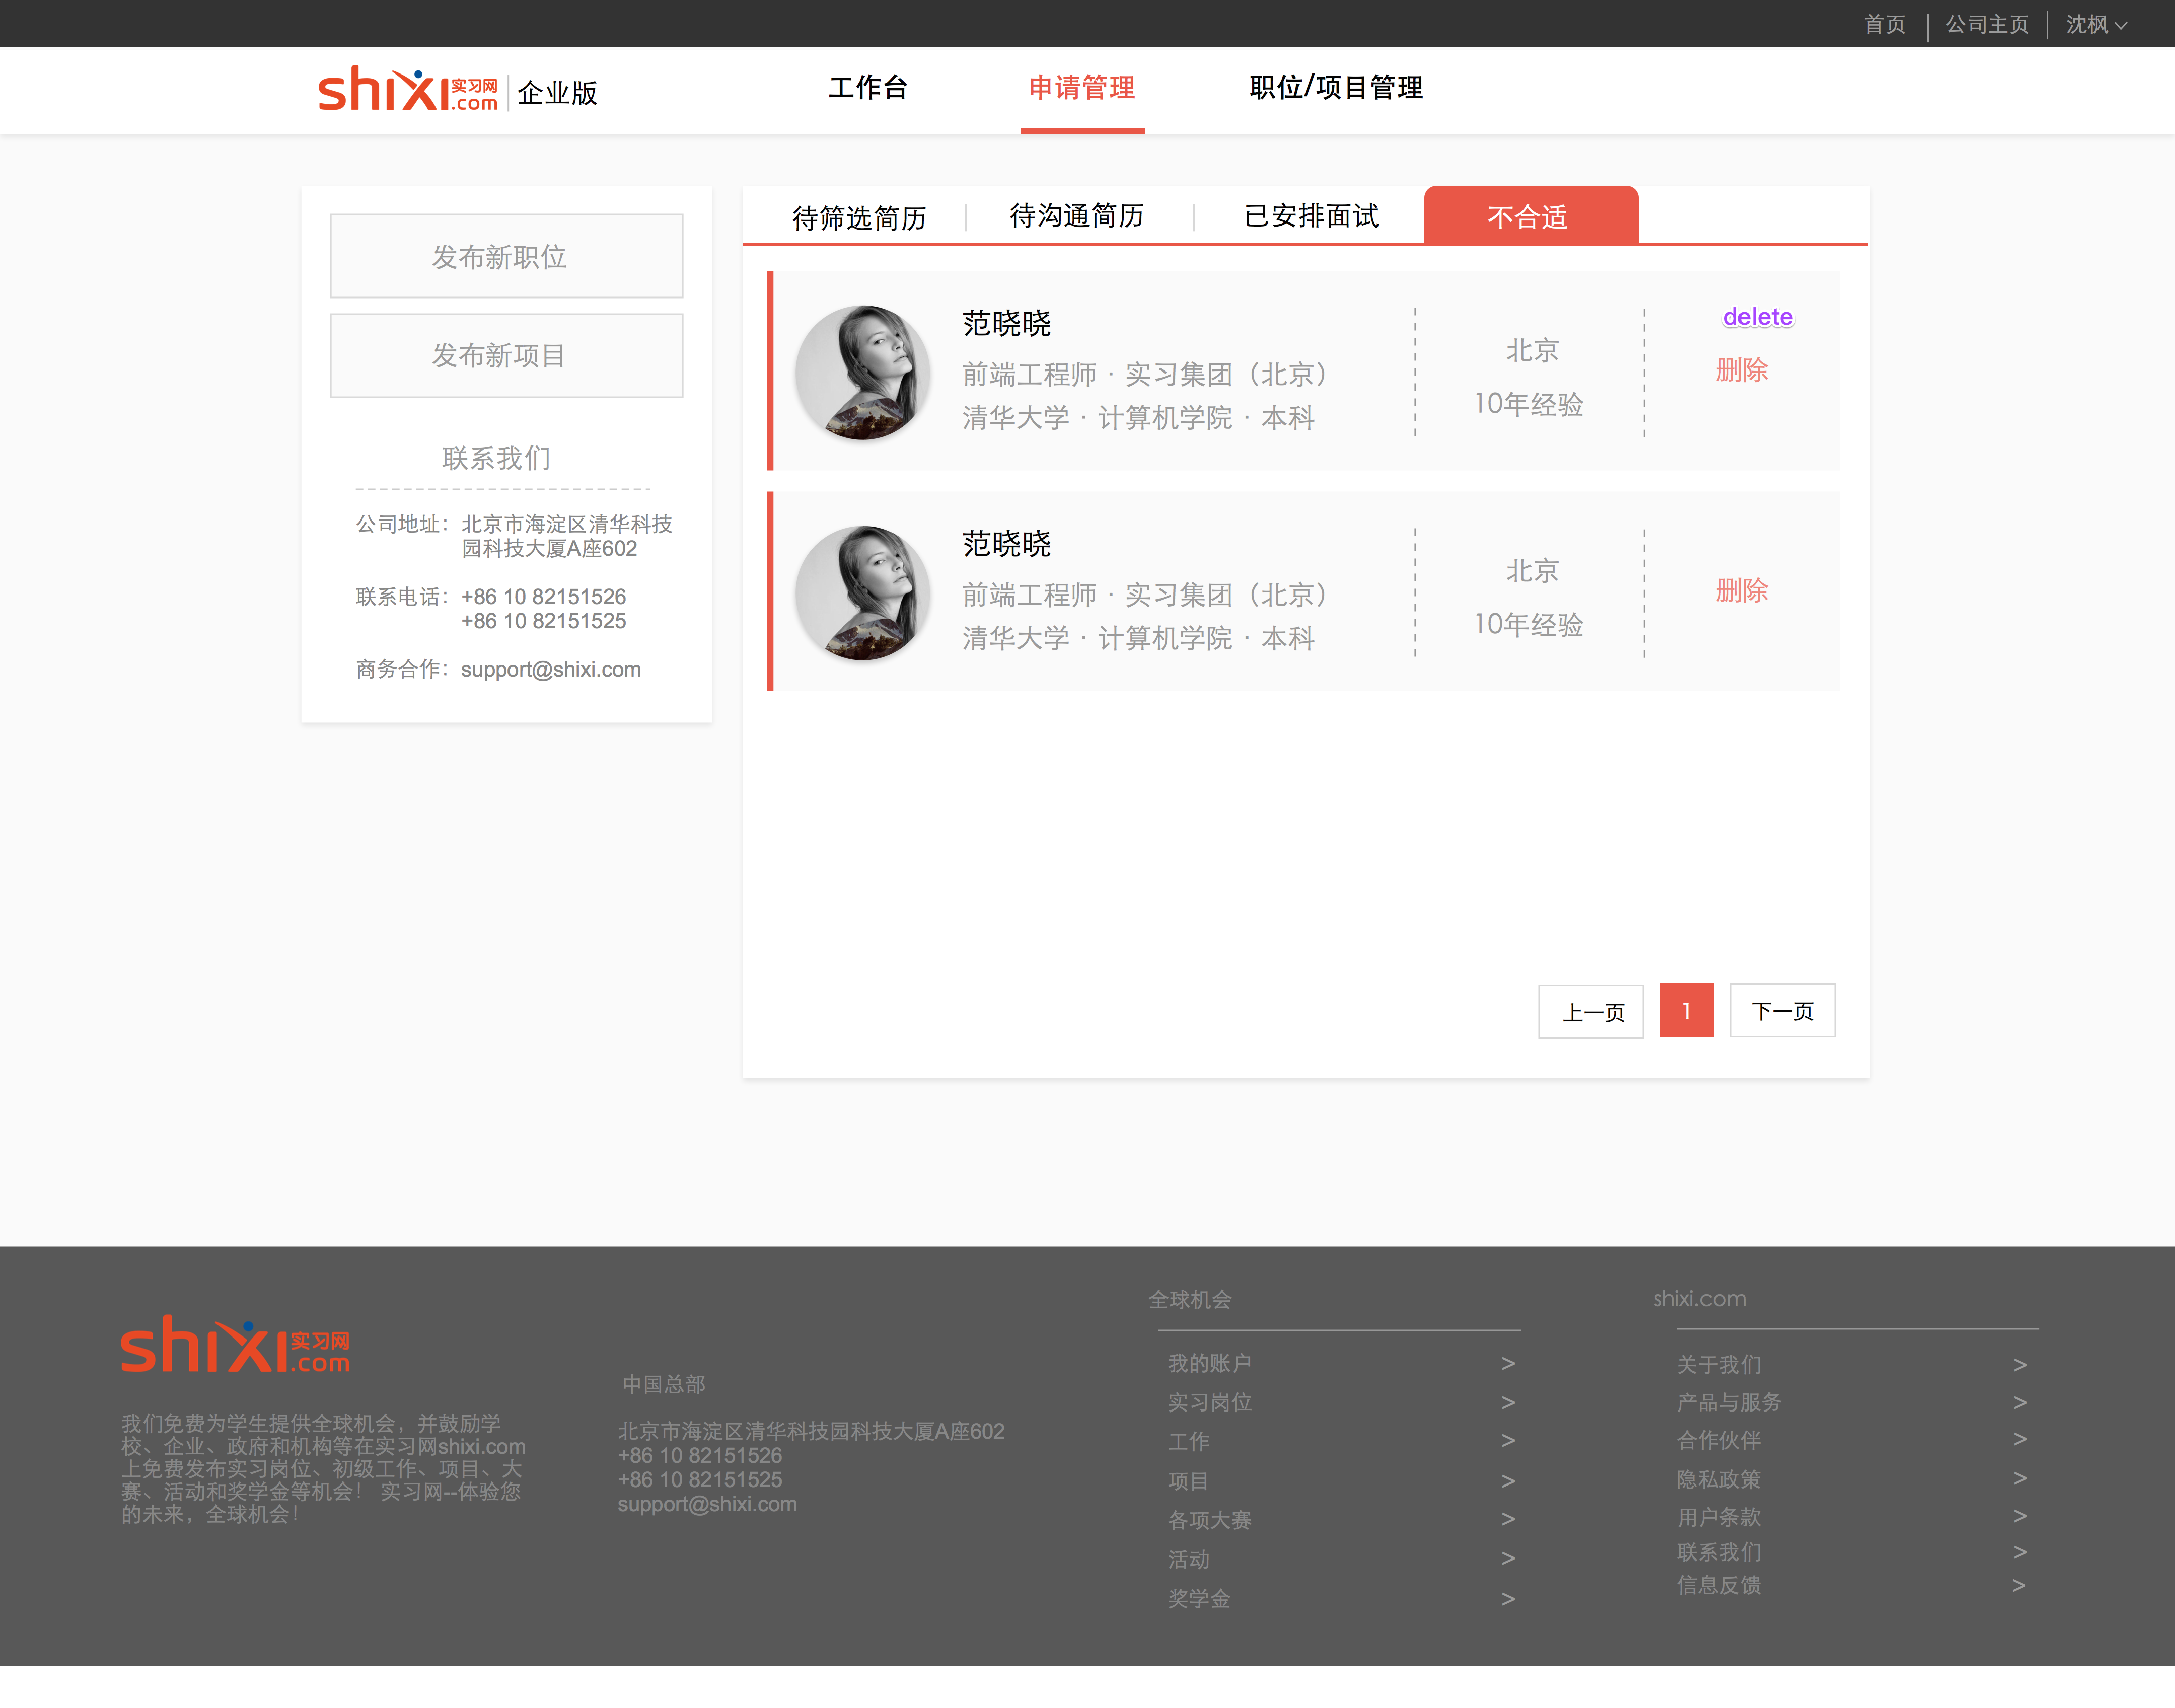 首页
公司主页
沈枫
shixi实习网.com
企业版
工作台
申请管理
职位/项目管理
发布新职位
发布新项目
联系我们
公司地址：北京市海淀区清华科技
园科技大厦A座602
联系电话：+86 10 82151526
+86 10 82151525
商务合作：support@shixi.com
待筛选简历
待沟通简历
已安排面试
不合适
范晓晓
前端工程师 · 实习集团（北京）
清华大学 · 计算机学院 · 本科
北京
10年经验
delete
删除
范晓晓
前端工程师 · 实习集团（北京）
清华大学 · 计算机学院 · 本科
北京
10年经验
删除
上一页
1
下一页
shixi实习网.com
我们免费为学生提供全球机会，并鼓励学
校、企业、政府和机构等在实习网shixi.com
上免费发布实习岗位、初级工作、项目、大
赛、活动和奖学金等机会！ 实习网--体验您
的未来，全球机会！
中国总部
北京市海淀区清华科技园科技大厦A座602
+86 10 82151526
+86 10 82151525
support@shixi.com
全球机会
我的账户 >
实习岗位 >
工作 >
项目 >
各项大赛 >
活动 >
奖学金 >
shixi.com
关于我们 >
产品与服务 >
合作伙伴 >
隐私政策 >
用户条款 >
联系我们 >
信息反馈 >